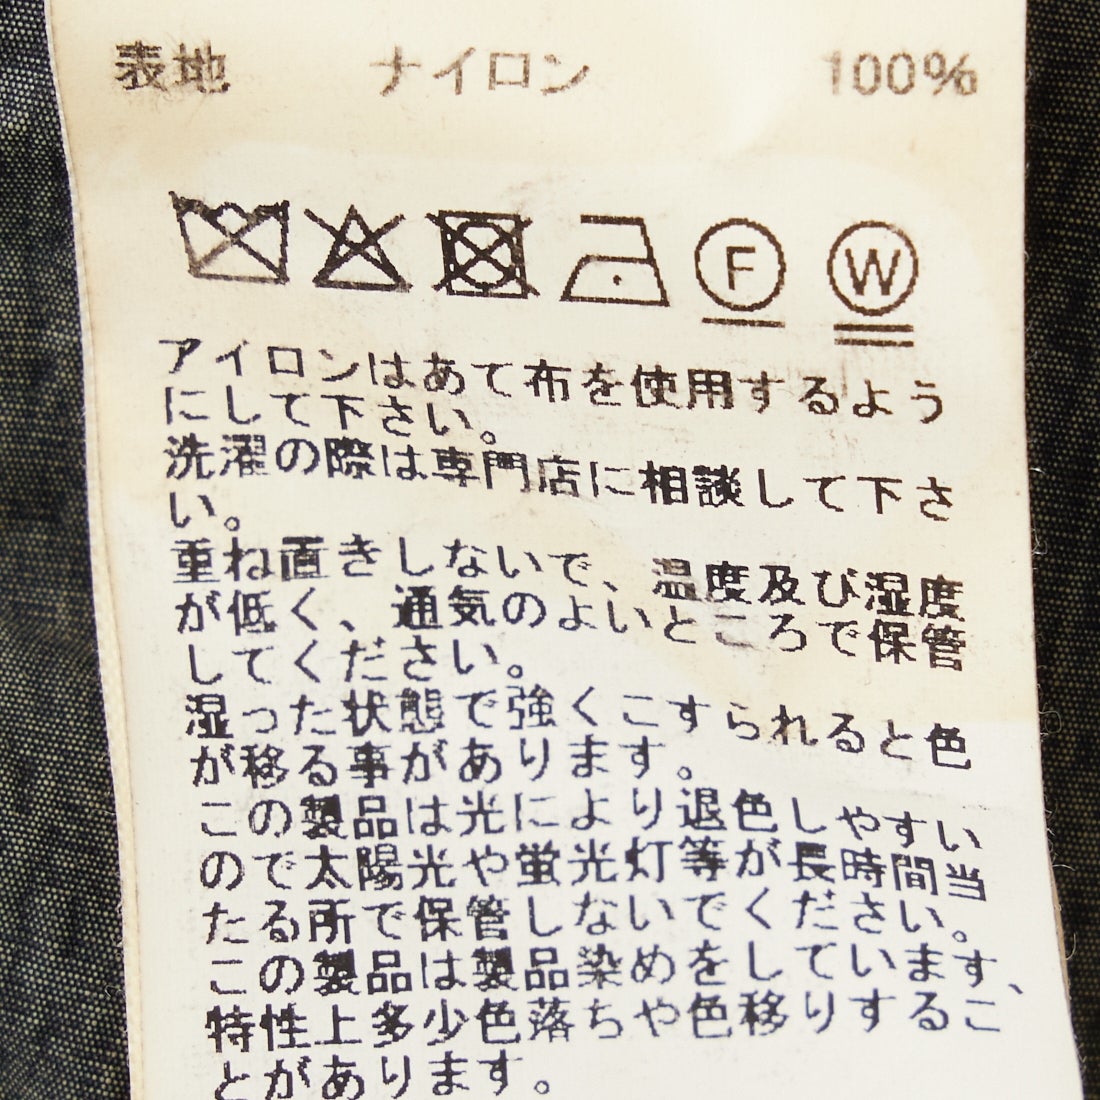 表地 ナイロン 100%
F W
アイロンはあて布を使用するよう
にして下さい。
洗濯の際は専門店に相談して下さ
い。
重ね置きしないで、温度及び湿度
が低く、通気のよいところで保管
してください。
湿った状態で強くこすられると色
が移る事があります。
この製品は光により退色しやすい
ので太陽光や蛍光灯等が長時間当
たる所で保管しないでください。
この製品は製品染めをしています、
特性上多少色落ちや色移りするこ
とがあります。